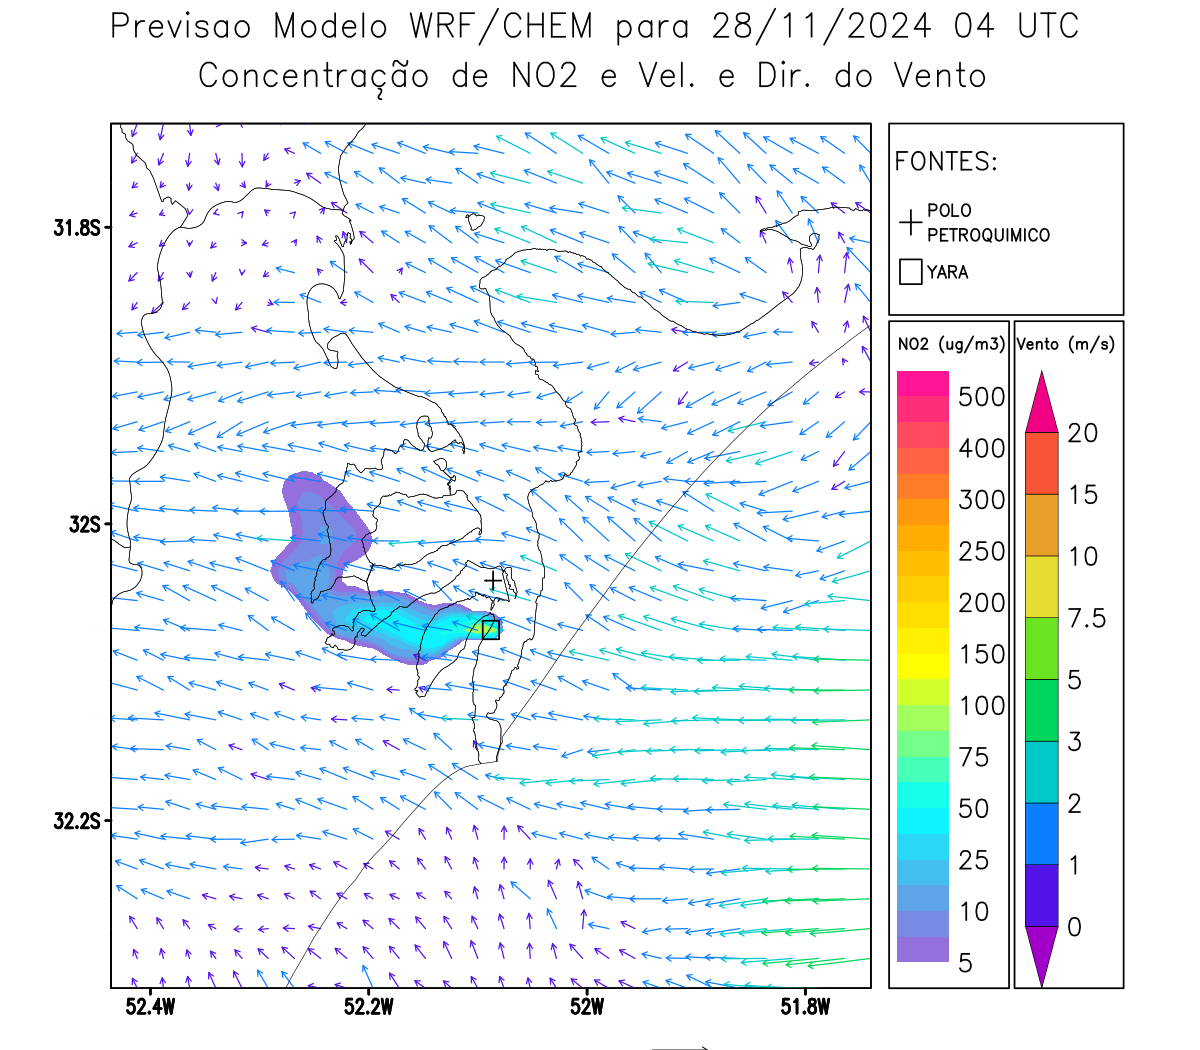 Previsao Modelo WRF/CHEM para 28/11/2024 04 UTC
Concentração de NO2 e Vel. e Dir. do Vento
FONTES:
POLO
PETROQUIMICO
YARA
NO2 (ug/m3)
500
400
300
250
200
150
100
75
50
25
10
5
Vento (m/s)
20
15
10
7.5
5
3
2
1
0
31.8S
32S
32.2S
52.4W 52.2W 52W 51.8W